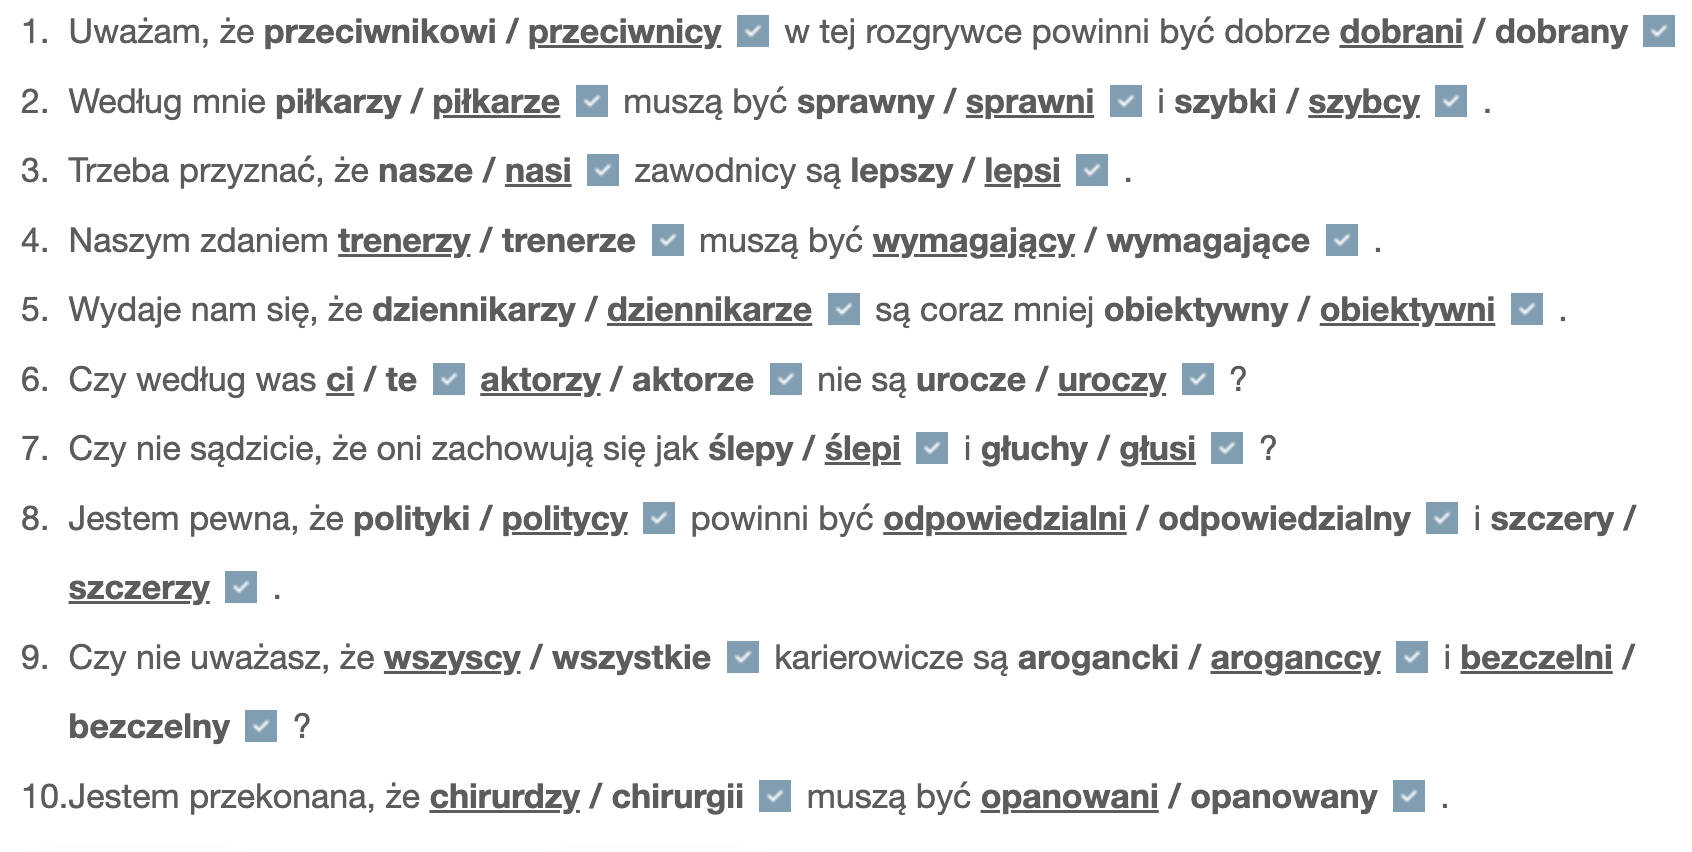 1. Uważam, że przeciwnikowi / przeciwnicy w tej rozgrywce powinni być dobrze dobrani / dobrany
2. Według mnie piłkarzy / piłkarze muszą być sprawny / sprawni i szybki / szybcy .
3. Trzeba przyznać, że nasze / nasi zawodnicy są lepszy / lepsi .
4. Naszym zdaniem trenerzy / trenerze muszą być wymagający / wymagające .
5. Wydaje nam się, że dziennikarzy / dziennikarze są coraz mniej obiektywny / obiektywni .
6. Czy według was ci / te aktorzy / aktorze nie są urocze / uroczy ?
7. Czy nie sądzicie, że oni zachowują się jak ślepy / ślepi i głuchy / głusi ?
8. Jestem pewna, że polityki / politycy powinni być odpowiedzialni / odpowiedzialny i szczery /
szczerzy .
9. Czy nie uważasz, że wszyscy / wszystkie karierowicze są arogancki / aroganccy i bezczelni /
bezczelny ?
10.Jestem przekonana, że chirurdzy / chirurgii muszą być opanowani / opanowany .